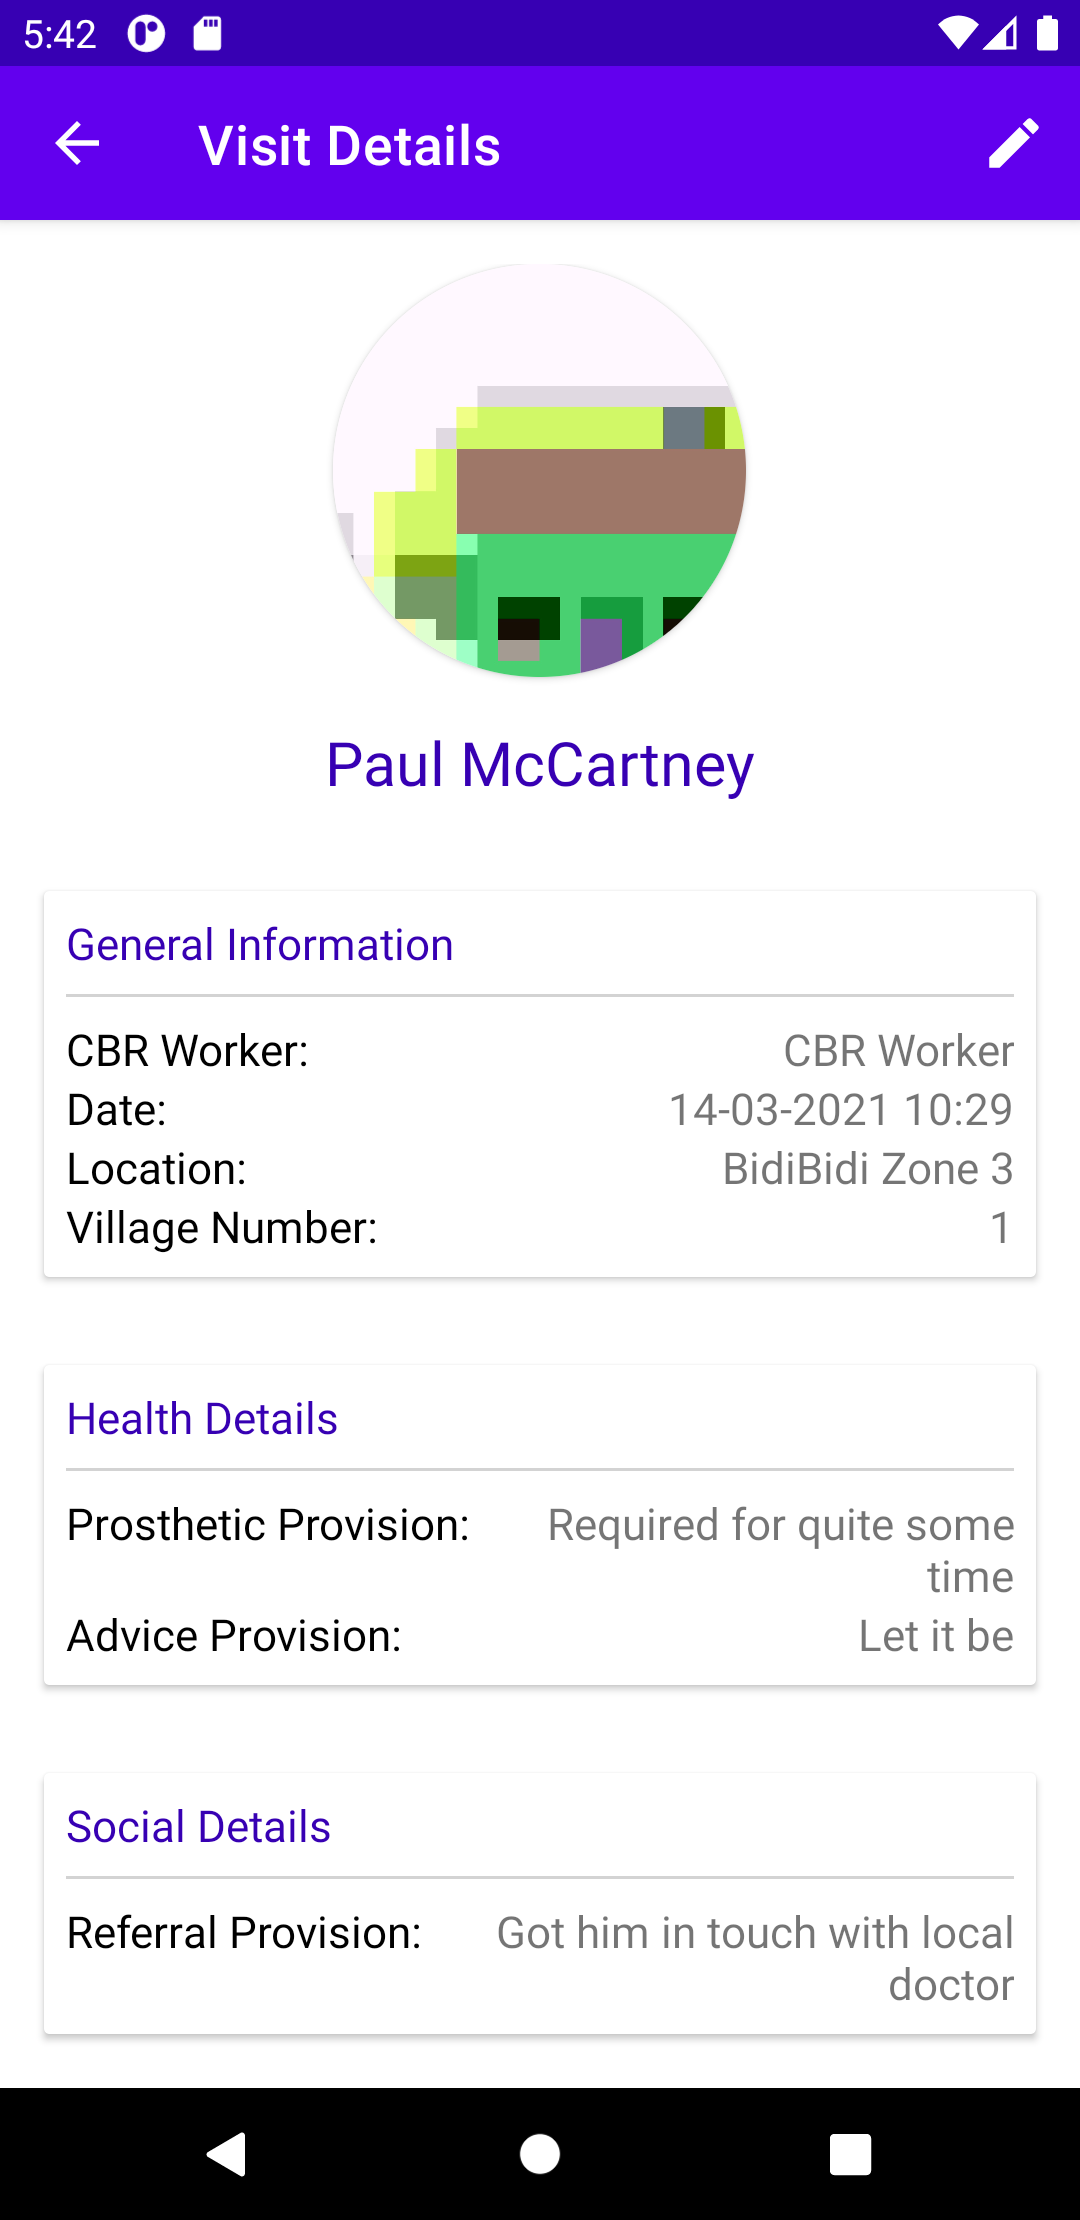 5:42
Visit Details
Paul McCartney
General Information
CBR Worker: CBR Worker
Date: 14-03-2021 10:29
Location: BidiBidi Zone 3
Village Number: 1
Health Details
Prosthetic Provision: Required for quite some
time
Advice Provision: Let it be
Social Details
Referral Provision: Got him in touch with local
doctor